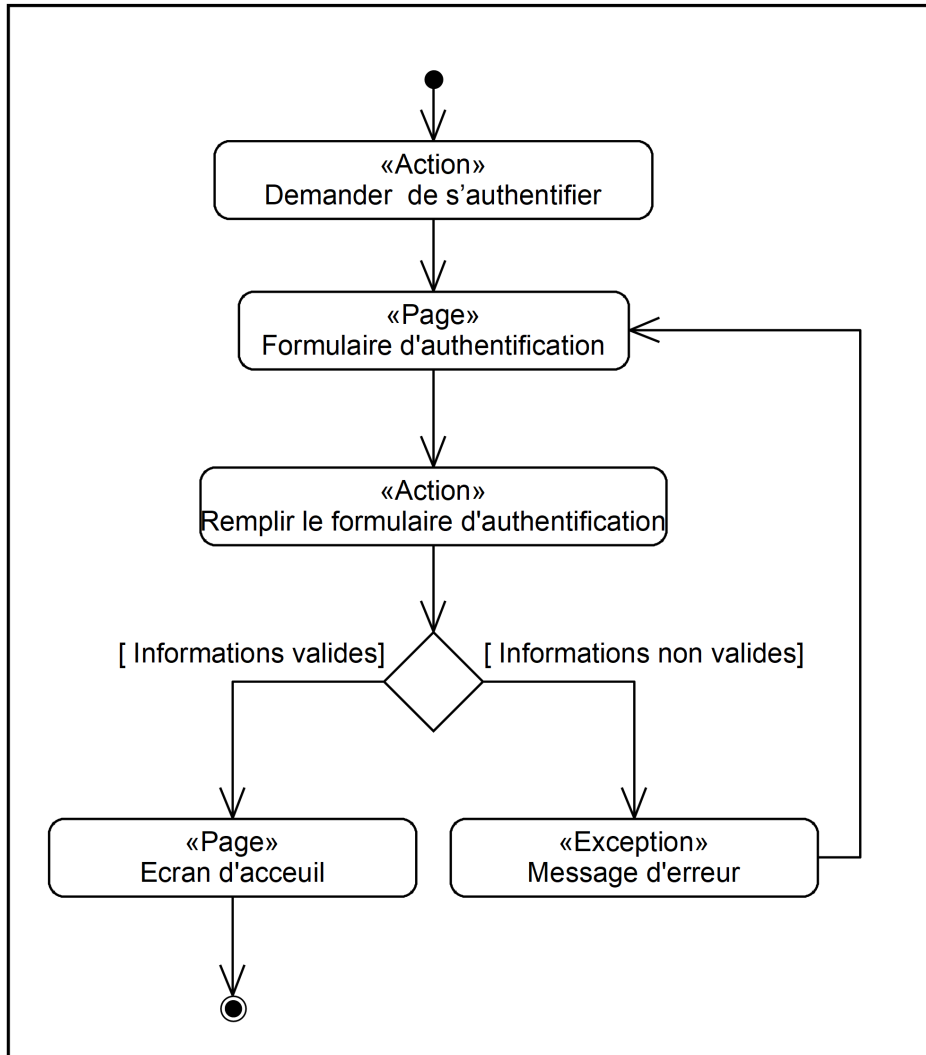 «Action»
Demander  de s’authentifier
«Page»
Formulaire d'authentification
«Action»
Remplir le formulaire d'authentification
[ Informations valides]
[ Informations non valides]
«Page»
Ecran d'acceuil
«Exception»
Message d'erreur